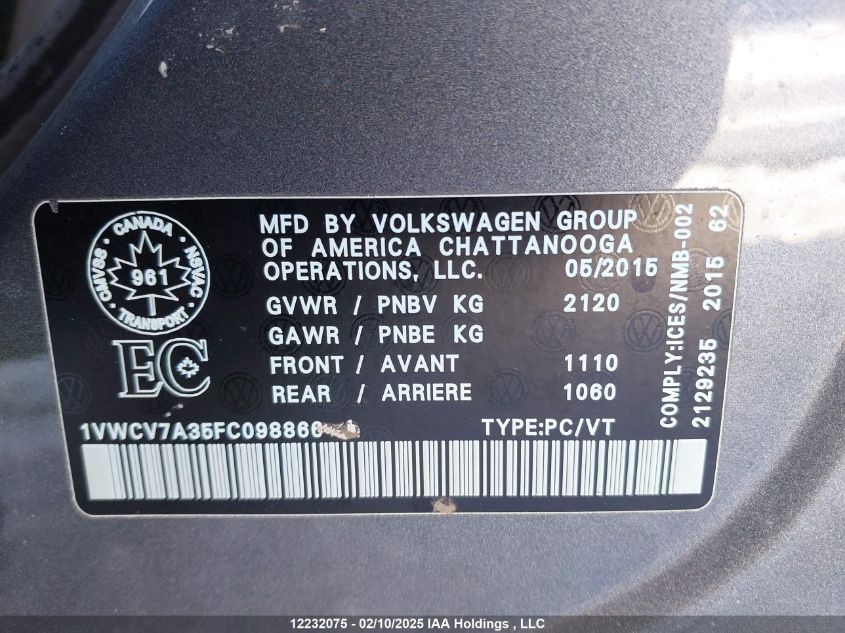 CANADA
CMVSS
NSVAC
961
TRANSPORT
EC
MFD BY VOLKSWAGEN GROUP
OF AMERICA CHATTANOOGA
OPERATIONS, LLC. 05/2015
GVWR / PNBV KG 2120
GAWR / PNBE KG
FRONT / AVANT 1110
REAR / ARRIERE 1060
TYPE:PC/VT
COMPLY:ICES/NMB-002
2129235 2015 62
12232075 - 02/10/2025 IAA Holdings , LLC